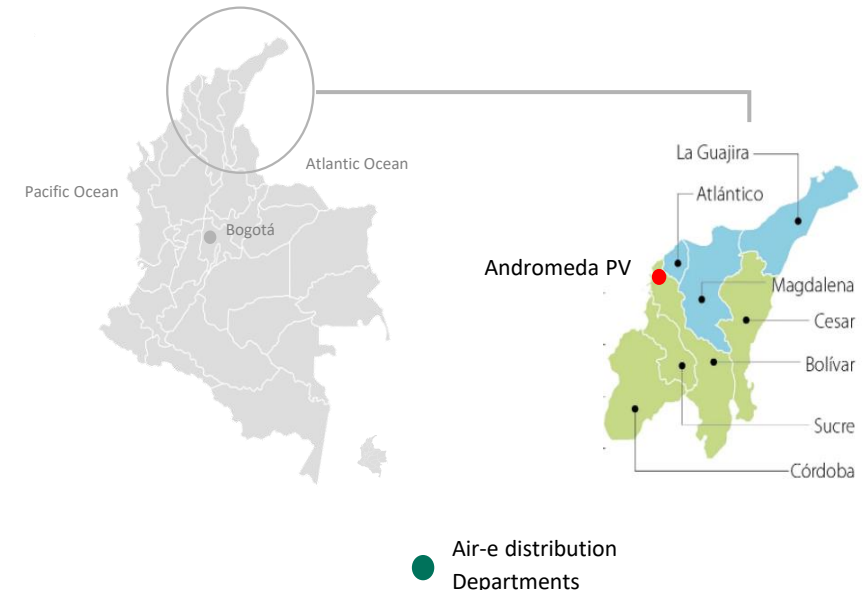 Pacific Ocean
Atlantic Ocean
Bogotá
La Guajira
Atlántico
Andromeda PV
Magdalena
Cesar
Bolívar
Sucre
Córdoba
Air-e distribution
Departments